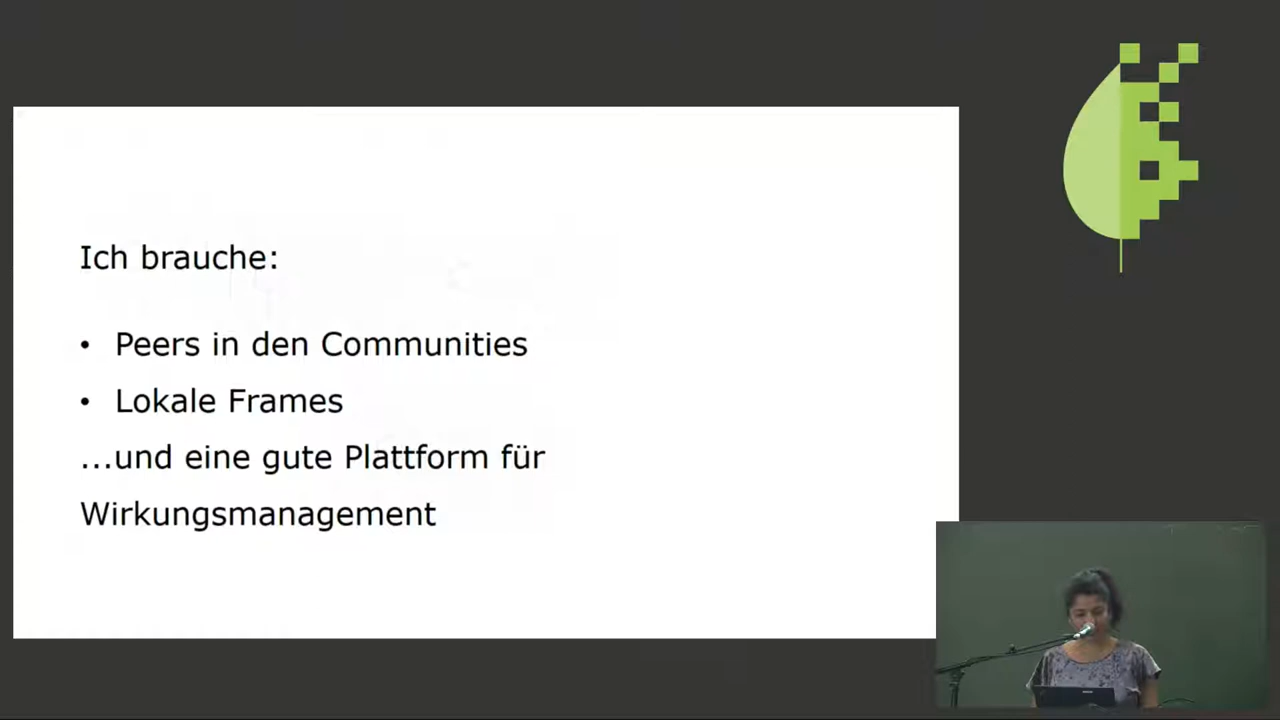 Ich brauche:
• Peers in den Communities
• Lokale Frames
...und eine gute Plattform für
Wirkungsmanagement